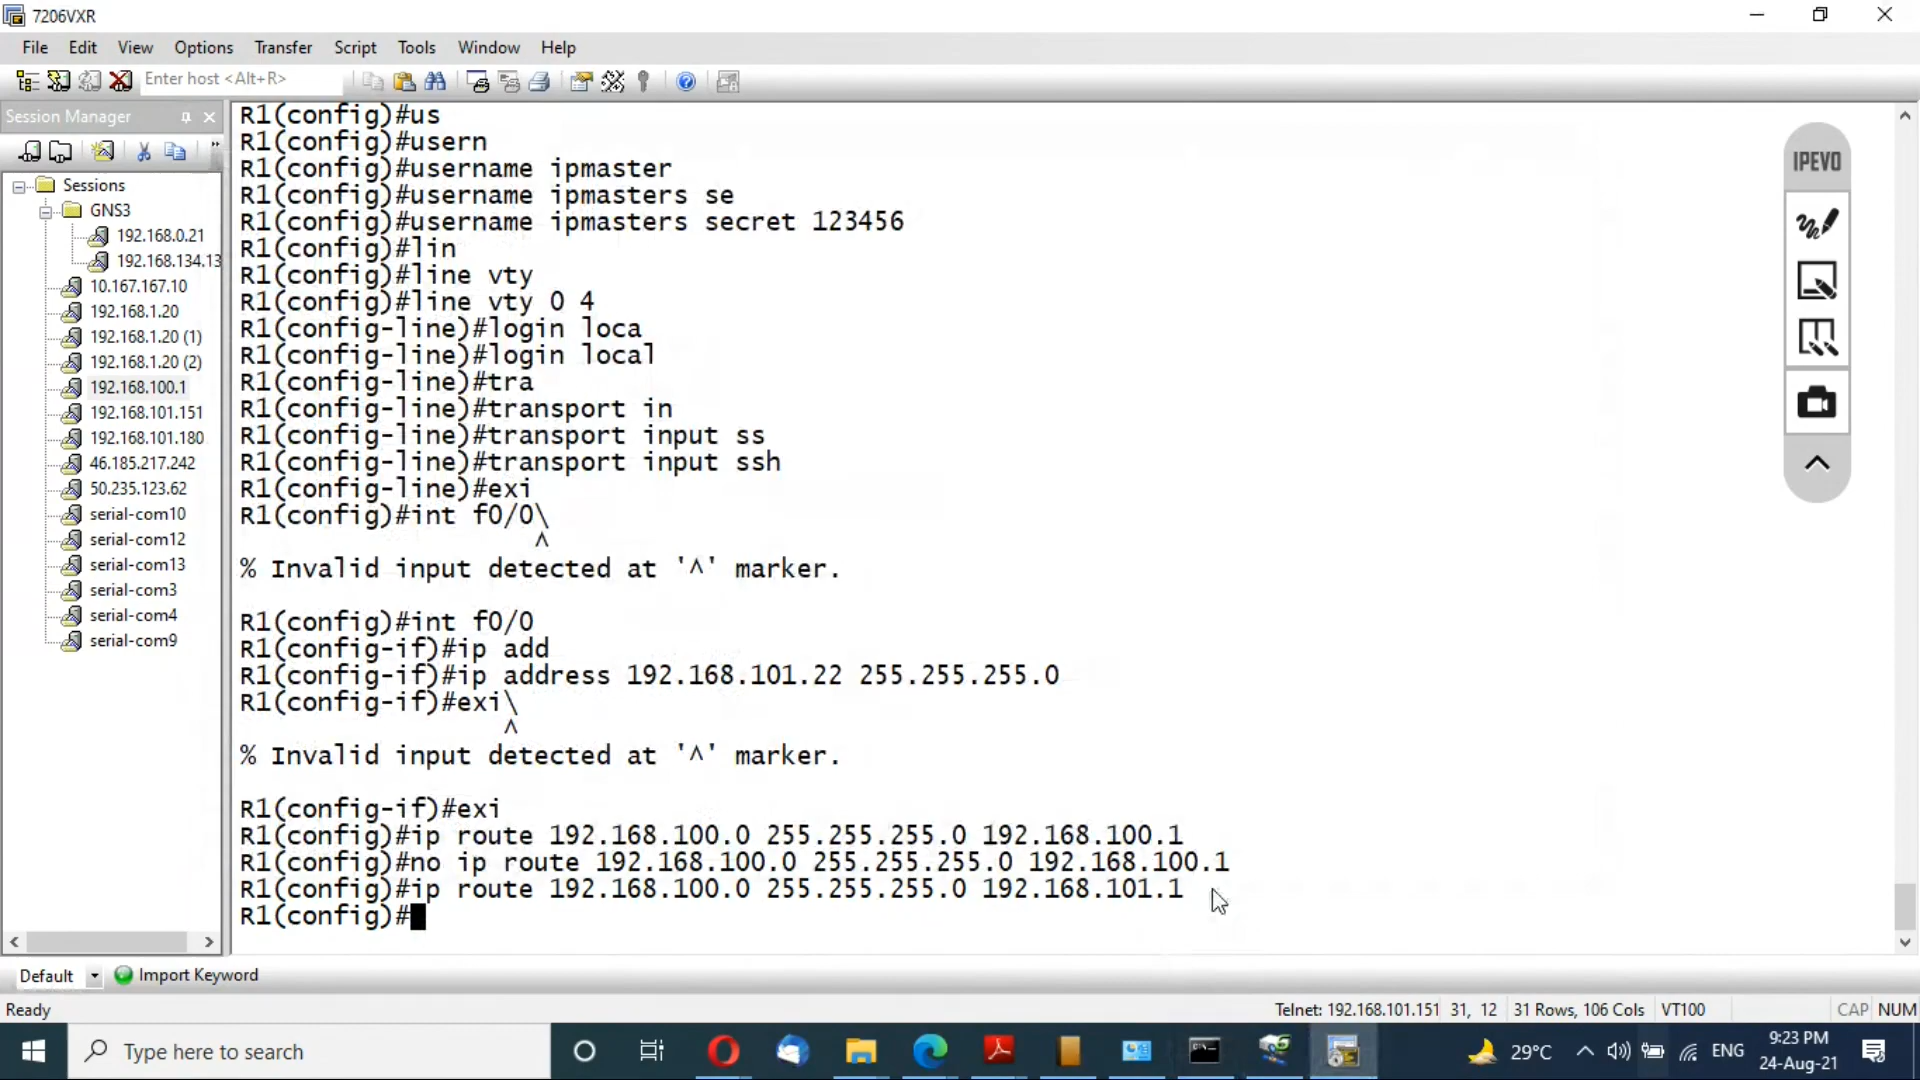 7206VXR
File Edit View Options Transfer Script Tools Window Help
Enter host <Alt+R>
Session Manager
Sessions
GNS3
192.168.0.21
192.168.134.13
10.167.167.10
192.168.1.20
192.168.1.20 (1)
192.168.1.20 (2)
192.168.100.1
192.168.101.151
192.168.101.180
46.185.217.242
50.235.123.62
serial-com10
serial-com12
serial-com13
serial-com3
serial-com4
serial-com9
R1(config)#us
R1(config)#usern
R1(config)#username ipmaster
R1(config)#username ipmasters se
R1(config)#username ipmasters secret 123456
R1(config)#lin
R1(config)#line vty
R1(config)#line vty 0 4
R1(config-line)#login loca
R1(config-line)#login local
R1(config-line)#tra
R1(config-line)#transport in
R1(config-line)#transport input ss
R1(config-line)#transport input ssh
R1(config-line)#exi
R1(config)#int f0/0\
^
% Invalid input detected at '^' marker.
R1(config)#int f0/0
R1(config-if)#ip add
R1(config-if)#ip address 192.168.101.22 255.255.255.0
R1(config-if)#exi\
^
% Invalid input detected at '^' marker.
R1(config-if)#exi
R1(config)#ip route 192.168.100.0 255.255.255.0 192.168.100.1
R1(config)#no ip route 192.168.100.0 255.255.255.0 192.168.100.1
R1(config)#ip route 192.168.100.0 255.255.255.0 192.168.101.1
R1(config)#
IPEVO
Default Import Keyword
Ready Telnet: 192.168.101.151 31, 12 31 Rows, 106 Cols VT100 CAP NUM
Type here to search
29°C
ENG
9:23 PM
24-Aug-21